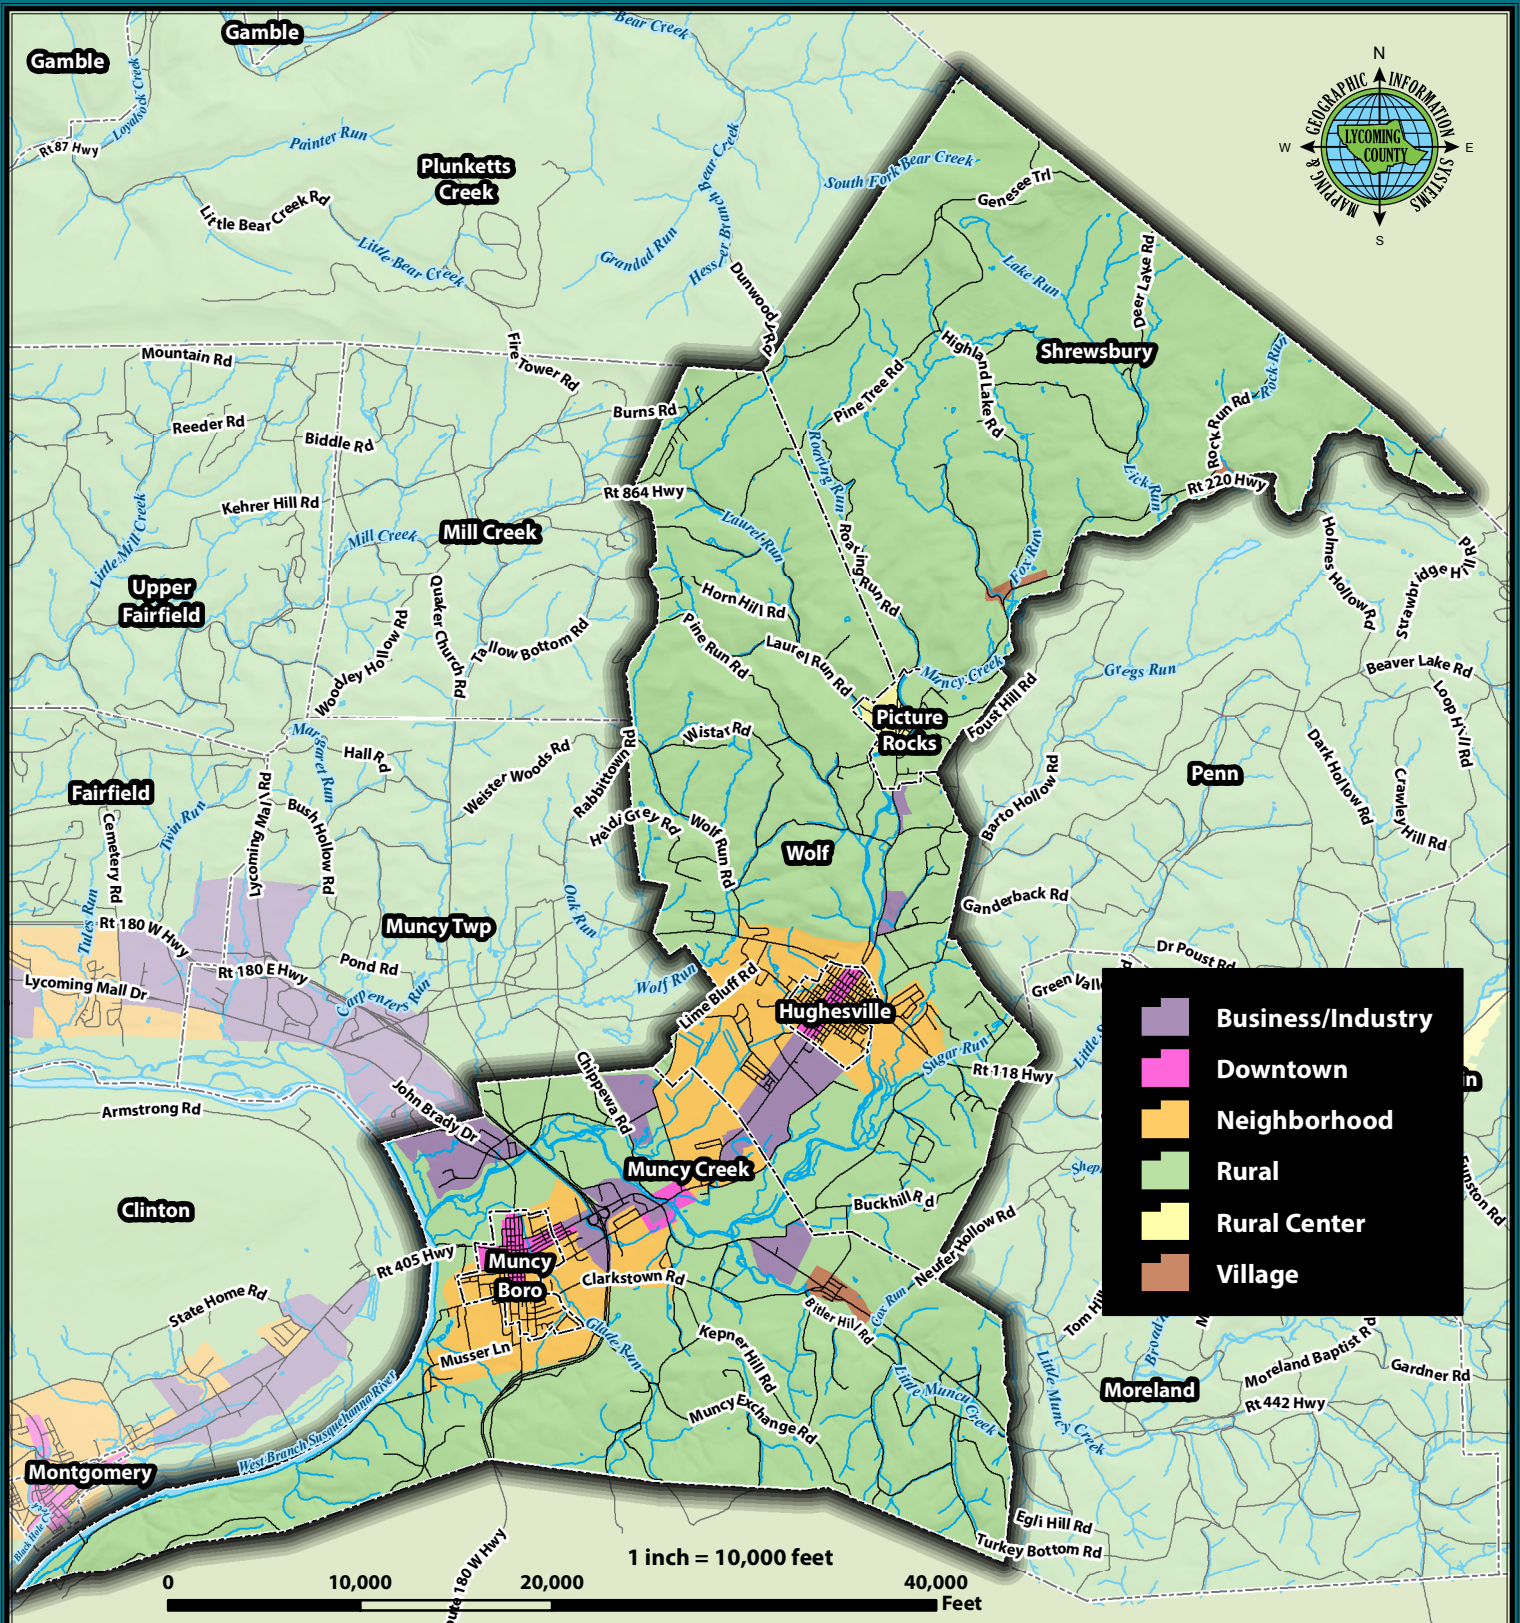 Gamble
Gamble
Bear Creek
Loyalsock Creek
Rt 87 Hwy
Painter Run
Plunketts
Creek
Little Bear Creek Rd
Little Bear Creek
Bear Creek
South Fork Bear Creek
Grandad Run
Dunwoody Rd
Genesee Trl
Lake Run
Deer Lake Rd
N
W
E
S
GEOGRAPHIC INFORMATION
SYSTEMS
MAPPING &
LYCOMING
COUNTY
Mountain Rd
Fire Tower Rd
Burns Rd
Pine Tree Rd
Highland Lake Rd
Shrewsbury
Rock Run
Rock Run Rd
Reeder Rd
Biddle Rd
Kehrer Hill Rd
Little Mill Creek
Mill Creek
Mill Creek
Rt 864 Hwy
Roaring Run
Laurel Run
Roaring Run Rd
Lick Run
Rt 220 Hwy
Fox Run
Holmes Hollow Rd
Strawbridge Hill Rd
Upper
Fairfield
Quaker Church Rd
Woodley Hollow Rd
Tallow Bottom Rd
Horn Hill Rd
Pine Run Rd
Laurel Run Rd
Muncy Creek
Gregs Run
Beaver Lake Rd
Loop Hill Rd
Picture
Rocks
Foust Hill Rd
Margaret Run
Hall Rd
Weister Woods Rd
Rabbittown Rd
Wistar Rd
Penn
Dark Hollow Rd
Crawley Hill Rd
Fairfield
Cemetery Rd
Twin Run
Lycoming Mall Rd
Bush Hollow Rd
Heidi Grey Rd
Wolf Run Rd
Wolf
Barto Hollow Rd
Ganderback Rd
Tules Run
Rt 180 W Hwy
Muncy Twp
Oak Run
Lycoming Mall Dr
Rt 180 E Hwy
Pond Rd
Carpenters Run
Wolf Run
Lime Bluff Rd
Hughesville
Sugar Run
Rt 118 Hwy
Dr Poust Rd
Business/Industry
Downtown
Neighborhood
Rural
Rural Center
Village
Armstrong Rd
John Brady Dr
Chippewa Rd
Muncy Creek
Buckhill Rd
Clinton
Rt 405 Hwy
Muncy
Boro
Clarkstown Rd
Neufer Hollow Rd
State Home Rd
Musser Ln
Glade Run
Kepner Hill Rd
Bitler Hill Rd
Cox Run
Little Muncy Creek
Little Muncy Creek
Muncy Exchange Rd
Moreland
Moreland Baptist Rd
Gardner Rd
Rt 442 Hwy
West Branch Susquehanna River
Montgomery
Egli Hill Rd
Turkey Bottom Rd
1 inch = 10,000 feet
0
10,000
20,000
40,000
Feet